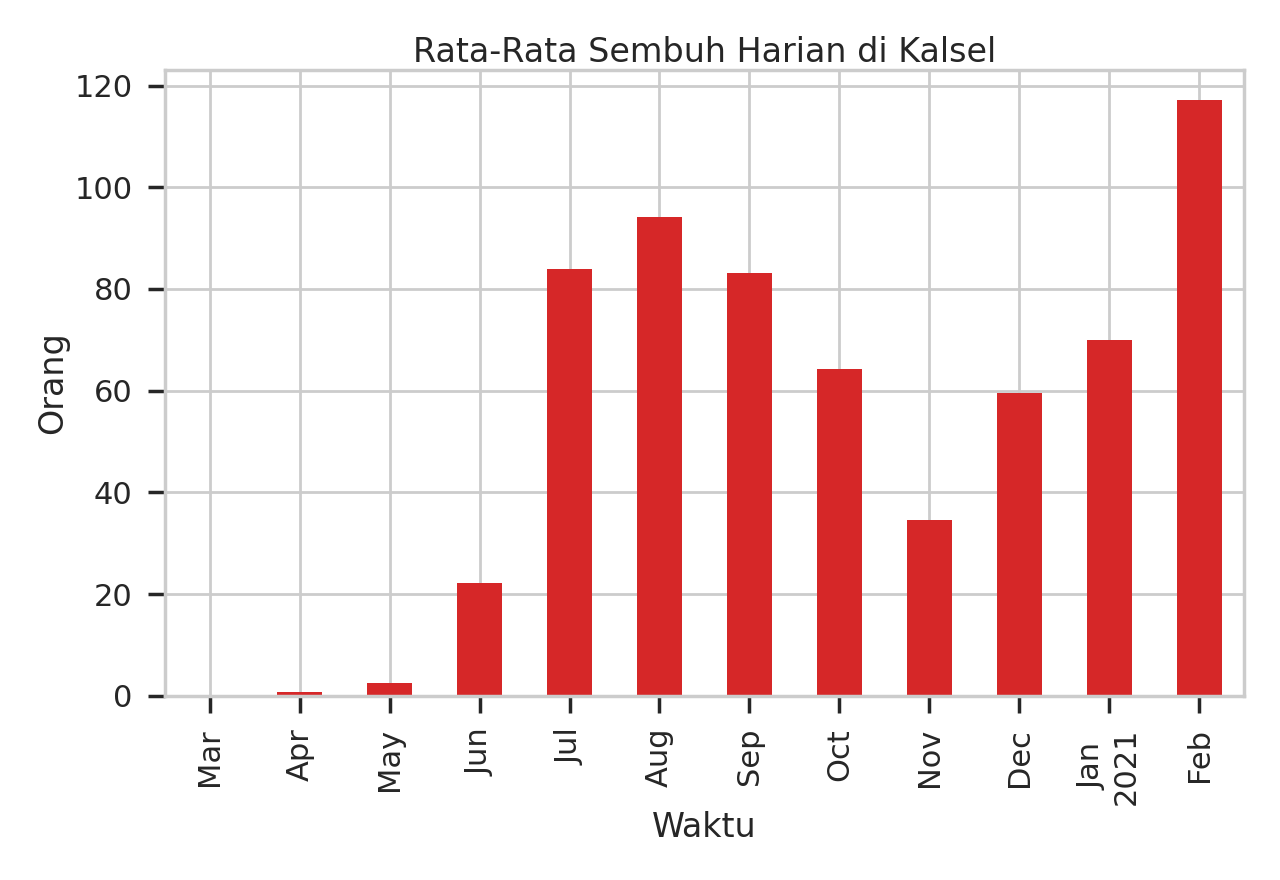 Rata-Rata Sembuh Harian di Kalsel
120
100
80
60
40
20
0
Orang
Mar
Apr
May
Jun
Jul
Aug
Sep
Oct
Nov
Dec
Jan
2021
Feb
Waktu